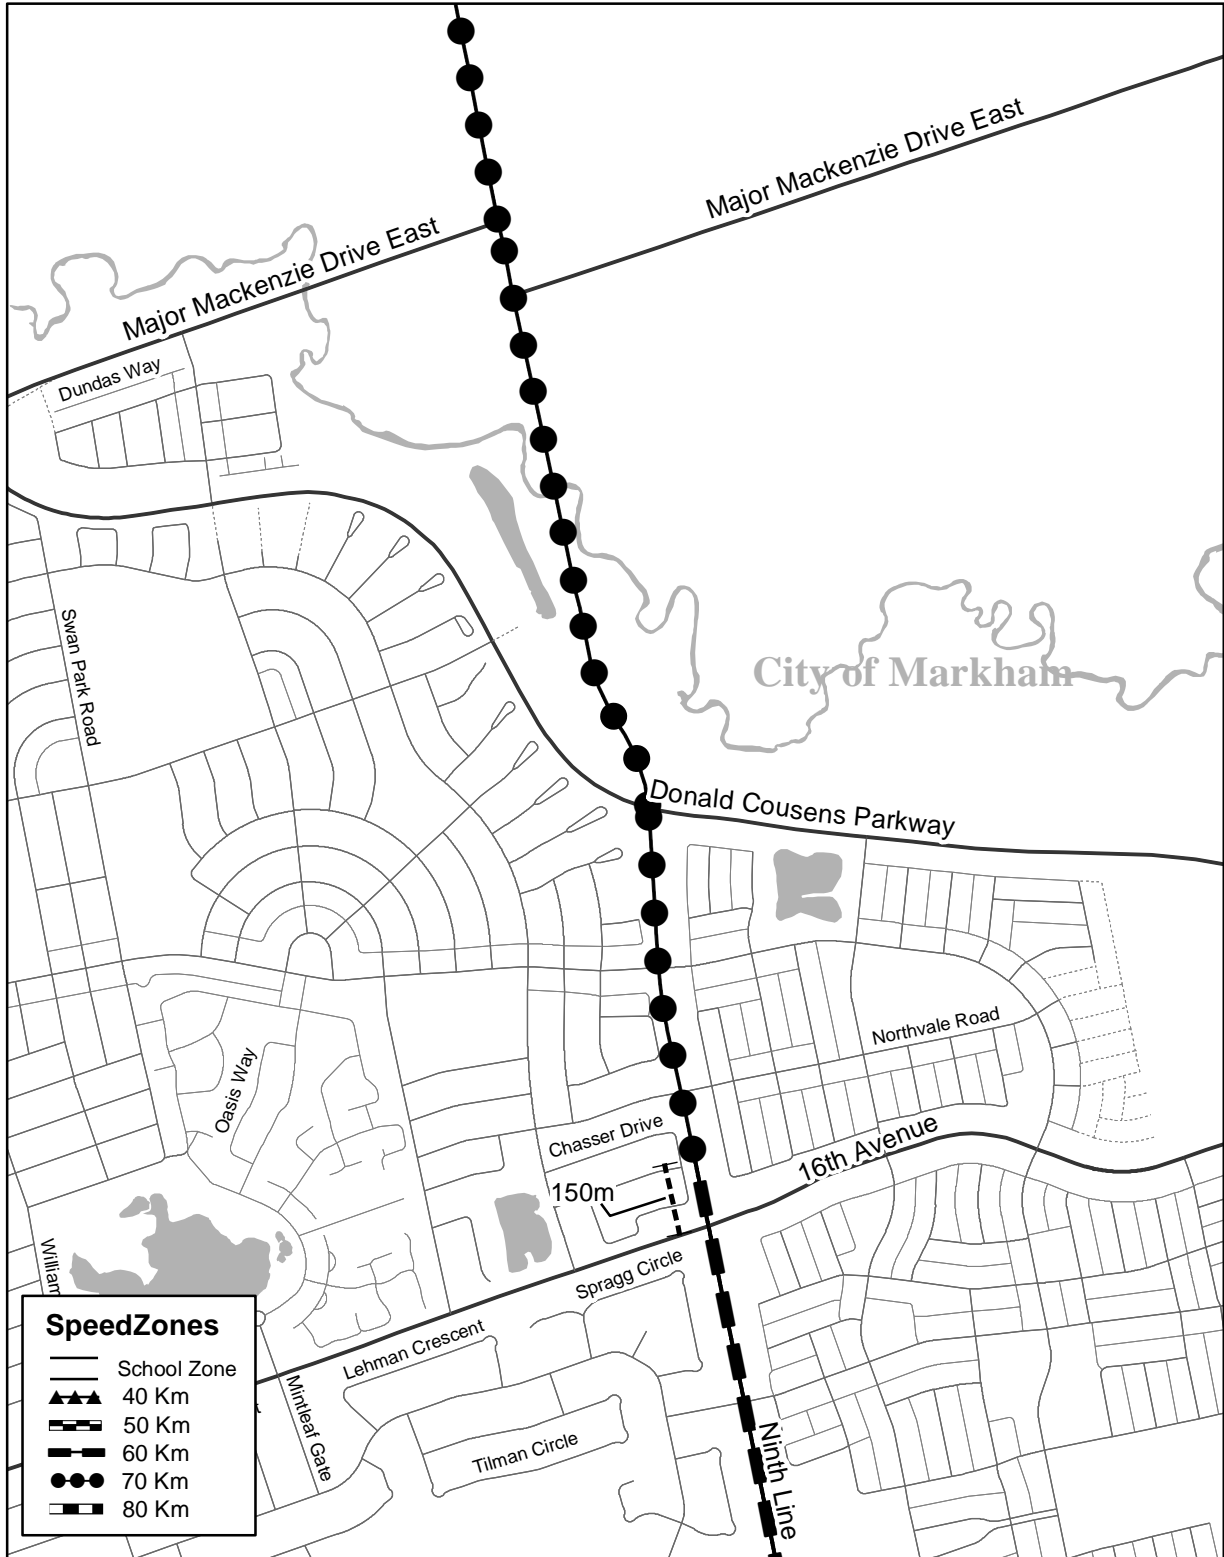 Major Mackenzie Drive East
Major Mackenzie Drive East
Dundas Way
Swan Park Road
City of Markham
Donald Cousens Parkway
Northvale Road
Oasis Way
Chasser Drive
16th Avenue
150m
William
Spragg Circle
Lehman Crescent
Mintleaf Gate
Tilman Circle
Ninth Line
SpeedZones
School Zone
40 Km
50 Km
60 Km
70 Km
80 Km